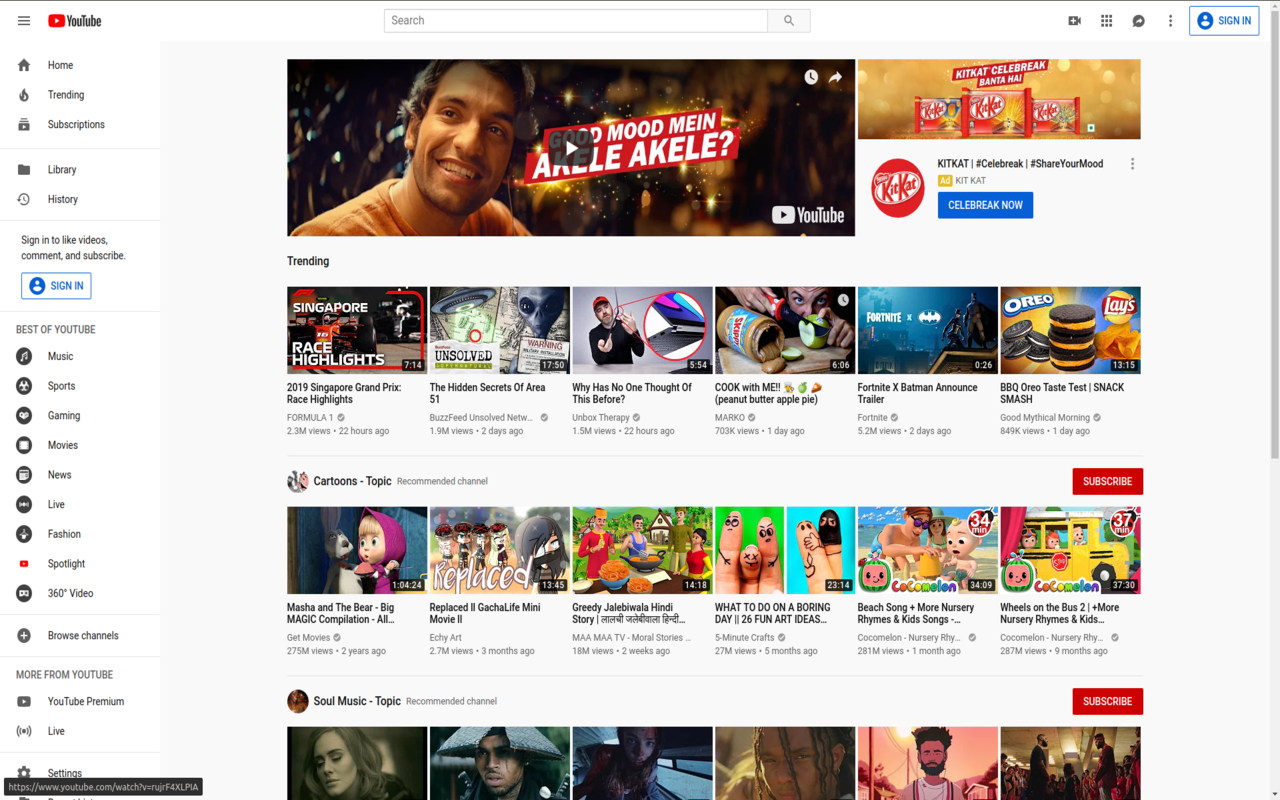 YouTube
Search
SIGN IN
Home
Trending
Subscriptions
Library
History
Sign in to like videos,
comment, and subscribe.
SIGN IN
BEST OF YOUTUBE
Music
Sports
Gaming
Movies
News
Live
Fashion
Spotlight
360° Video
Browse channels
MORE FROM YOUTUBE
YouTube Premium
Live
Settings
https://www.youtube.com/watch?v=rujrF4XLPIA
GOOD MOOD MEIN
AKELE AKELE?
YouTube
KITKAT CELEBREAK
BANTA HAI
KitKat KitKat KitKat
KitKat
KITKAT | #Celebreak | #ShareYourMood
Ad KIT KAT
CELEBREAK NOW
Trending
SINGAPORE
16
RACE
HIGHLIGHTS
7:14
2019 Singapore Grand Prix:
Race Highlights
FORMULA 1
2.3M views • 22 hours ago
WARNING
UNSOLVED
17:50
The Hidden Secrets Of Area
51
BuzzFeed Unsolved Netw...
1.9M views • 2 days ago
5:54
Why Has No One Thought Of
This Before?
Unbox Therapy
1.5M views • 22 hours ago
SKIPPY
6:06
COOK with ME!! 👨‍🍳 🍏 🥧
(peanut butter apple pie)
MARKO
703K views • 1 day ago
FORTNITE X
0:26
Fortnite X Batman Announce
Trailer
Fortnite
5.2M views • 2 days ago
OREO
Lay's
13:15
BBQ Oreo Taste Test | SNACK
SMASH
Good Mythical Morning
849K views • 1 day ago
Cartoons - Topic Recommended channel
SUBSCRIBE
1:04:24
Masha and The Bear - Big
MAGIC Compilation - All...
Get Movies
275M views • 2 years ago
Replaced
13:45
Replaced II GachaLife Mini
Movie II
Echy Art
2.7M views • 3 months ago
14:18
Greedy Jalebiwala Hindi
Story | लालची जलेबीवाला हिन्दी...
MAA MAA TV - Moral Stories ...
18M views • 2 weeks ago
23:14
WHAT TO DO ON A BORING
DAY || 26 FUN ART IDEAS...
5-Minute Crafts
27M views • 5 months ago
34
min
CoComelon
34:09
Beach Song + More Nursery
Rhymes & Kids Songs -...
Cocomelon - Nursery Rhy...
281M views • 1 month ago
37
min
CoComelon
37:30
Wheels on the Bus 2 | +More
Nursery Rhymes & Kids...
Cocomelon - Nursery Rhy...
287M views • 9 months ago
Soul Music - Topic Recommended channel
SUBSCRIBE